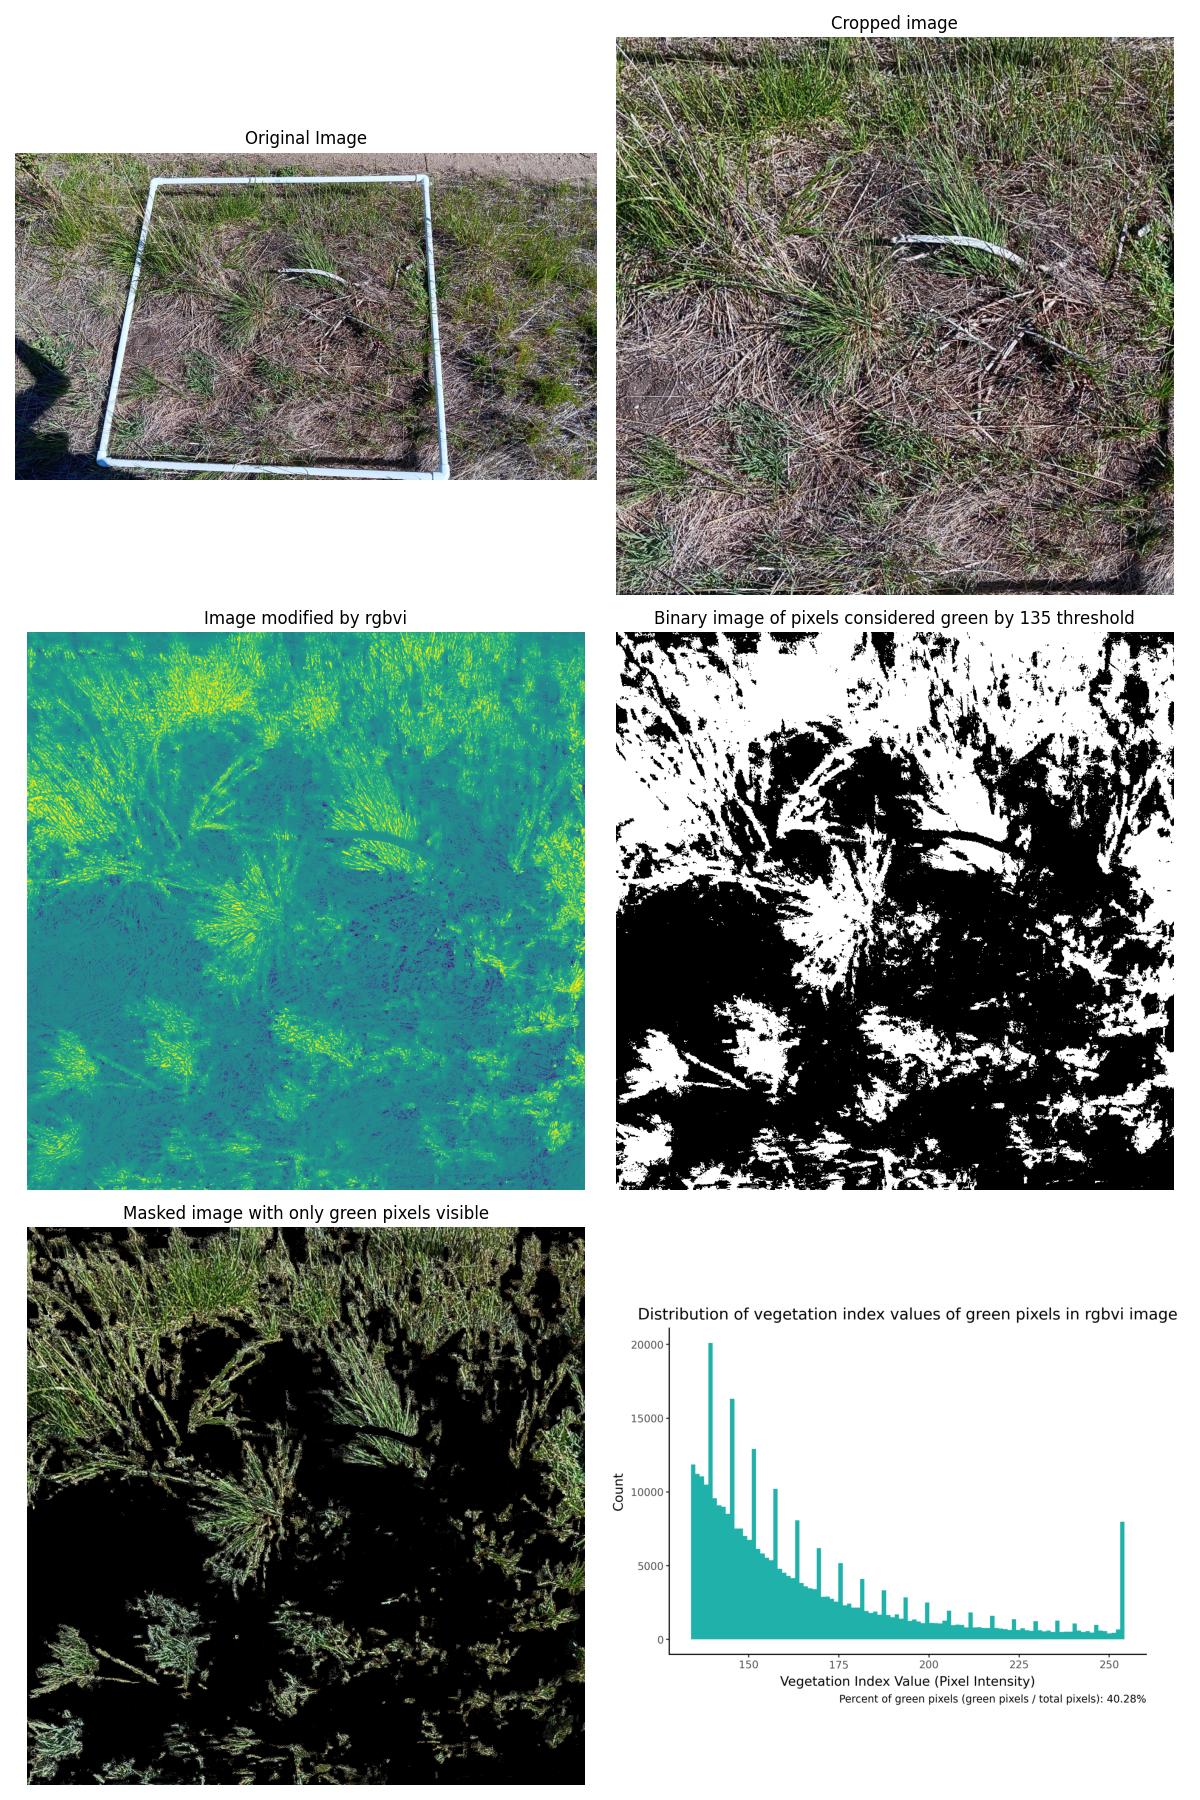 Cropped image
Original Image
Image modified by rgbvi
Binary image of pixels considered green by 135 threshold
Masked image with only green pixels visible
Distribution of vegetation index values of green pixels in rgbvi image
20000
15000
10000
5000
0
Count
150 175 200 225 250
Vegetation Index Value (Pixel Intensity)
Percent of green pixels (green pixels / total pixels): 40.28%